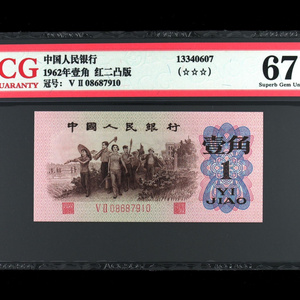 CG
GUARANTY
中国人民银行
1962年壹角 红二凸版
冠号: V II 08687910
13340607
(☆☆☆)
67
Superb Gem Unc
中國人民銀行
壹角
1
YI
JIAO
V II 08687910